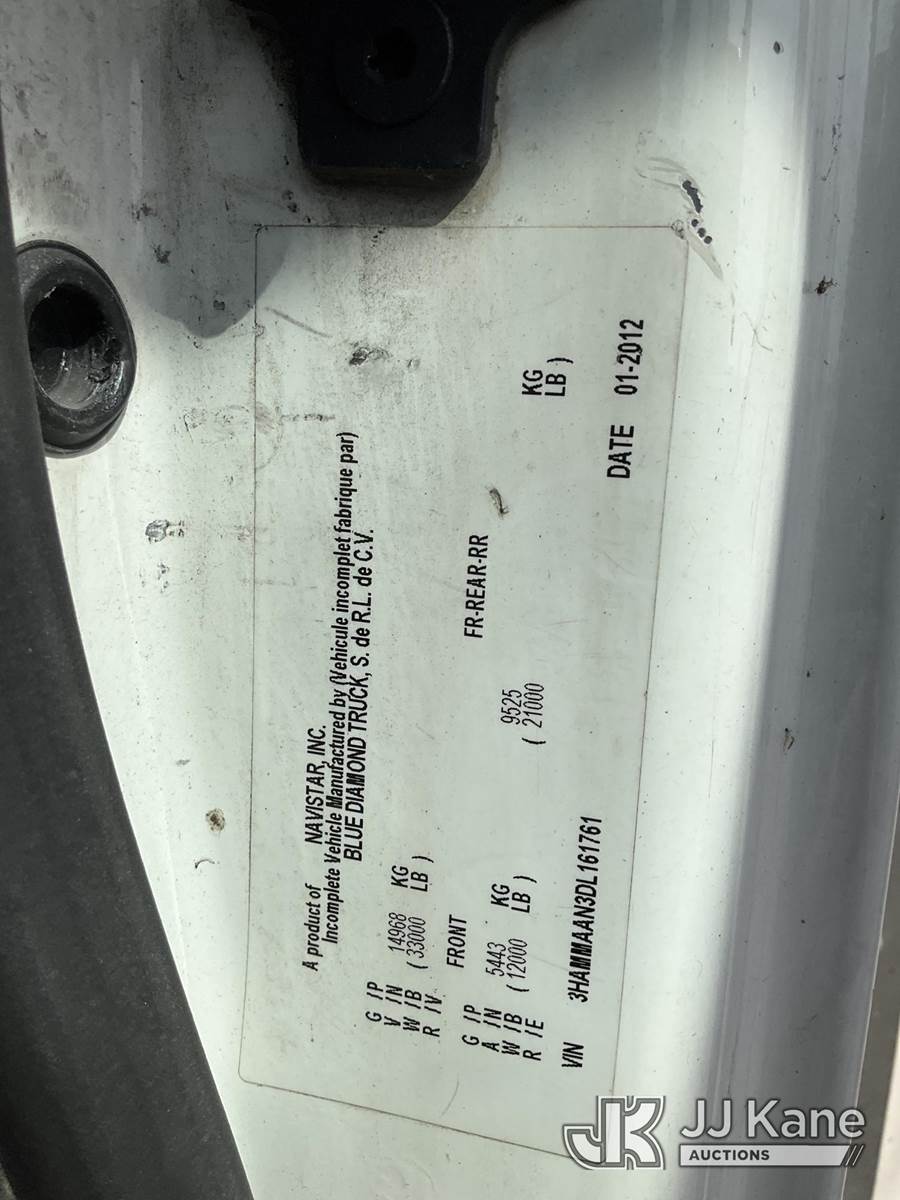 A product of NAVISTAR, INC.
Incomplete Vehicle Manufactured by (Vehicule incomplet fabrique par)
BLUE DIAMOND TRUCK, S. de R.L. de C.V.
G /P
V /N 14968 KG
W /B ( 33000 LB )
R /V
FRONT FR-REAR-RR
G /P
A /N 5443 KG 9525 KG
W /B ( 12000 LB ) ( 21000 LB )
R /E
VIN 3HAMMAAN3DL161761 DATE 01-2012
JK JJ Kane
AUCTIONS